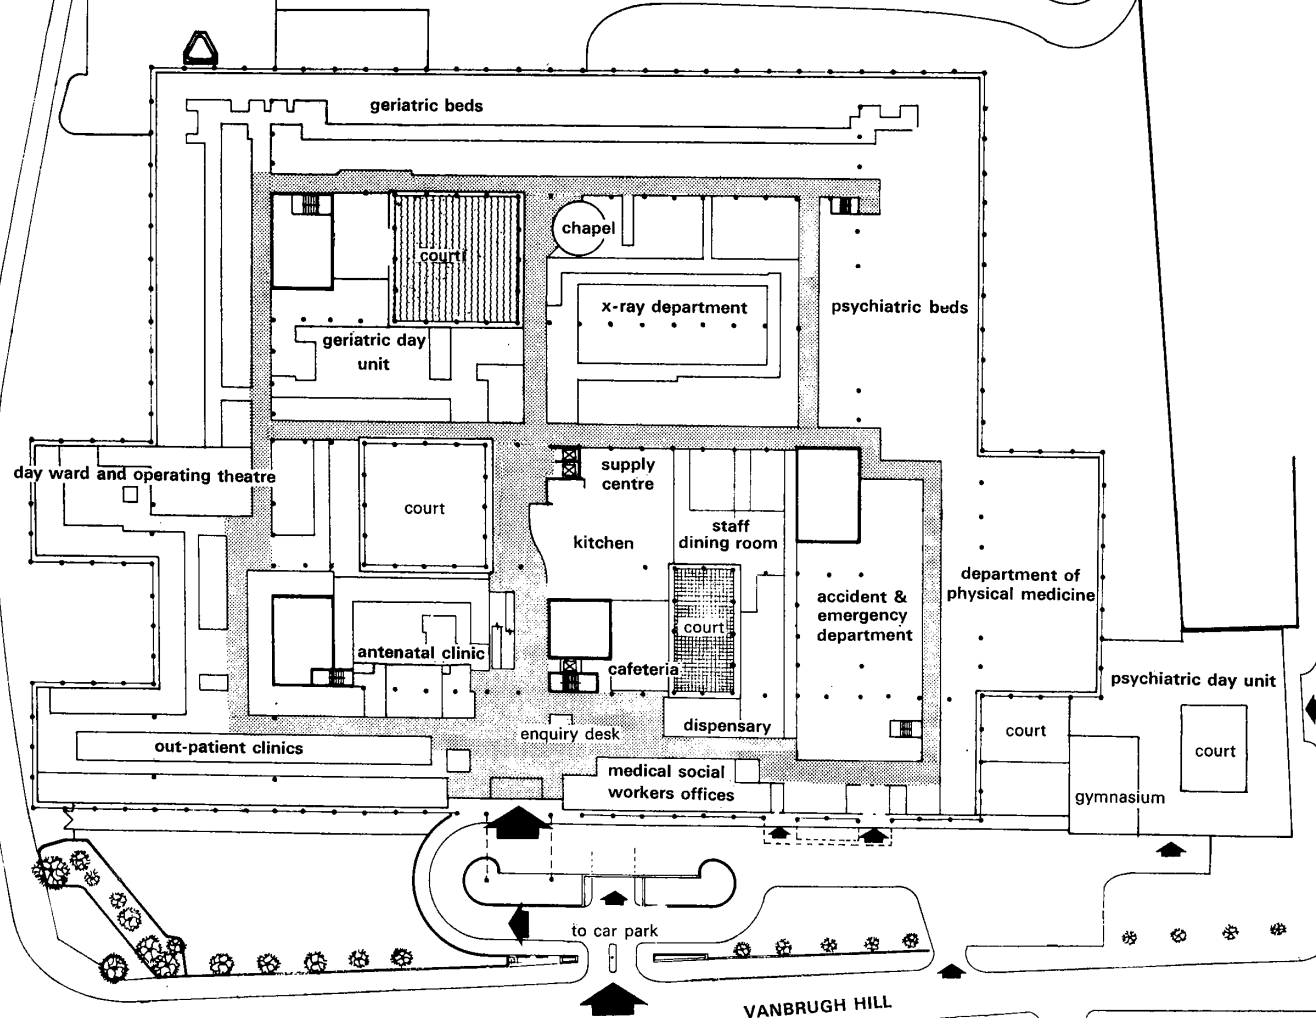 geriatric beds
chapel
court
x-ray department
psychiatric beds
geriatric day
unit
day ward and operating theatre
supply
centre
court
staff
dining room
kitchen
department of
physical medicine
accident &
emergency
department
court
antenatal clinic
cafeteria
psychiatric day unit
dispensary
enquiry desk
court
out-patient clinics
court
medical social
workers offices
gymnasium
to car park
VANBRUGH HILL